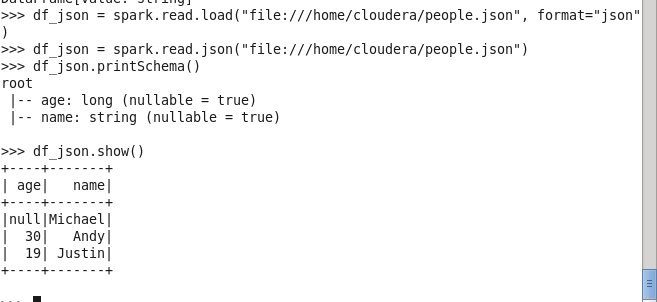 DataFrame[value: string]
>>> df_json = spark.read.load("file:///home/cloudera/people.json", format="json"
)
>>> df_json = spark.read.json("file:///home/cloudera/people.json")
>>> df_json.printSchema()
root
 |-- age: long (nullable = true)
 |-- name: string (nullable = true)

>>> df_json.show()
+----+-------+
| age|   name|
+----+-------+
|null|Michael|
|  30|   Andy|
|  19| Justin|
+----+-------+

>>>